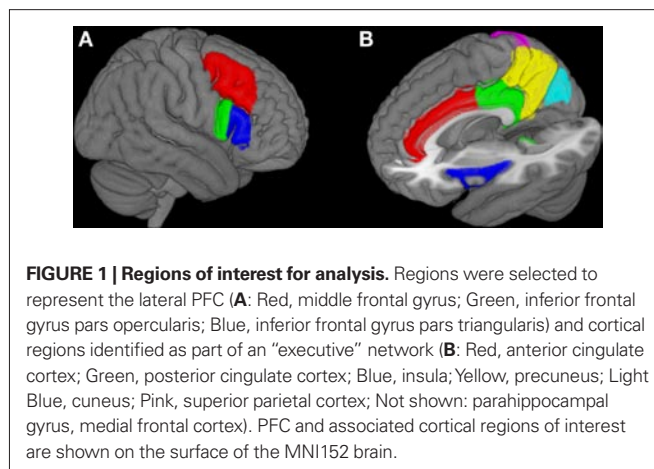 A
B
FIGURE 1 | Regions of interest for analysis. Regions were selected to
represent the lateral PFC (A: Red, middle frontal gyrus; Green, inferior frontal
gyrus pars opercularis; Blue, inferior frontal gyrus pars triangularis) and cortical
regions identified as part of an “executive” network (B: Red, anterior cingulate
cortex; Green, posterior cingulate cortex; Blue, insula; Yellow, precuneus; Light
Blue, cuneus; Pink, superior parietal cortex; Not shown: parahippocampal
gyrus, medial frontal cortex). PFC and associated cortical regions of interest
are shown on the surface of the MNI152 brain.